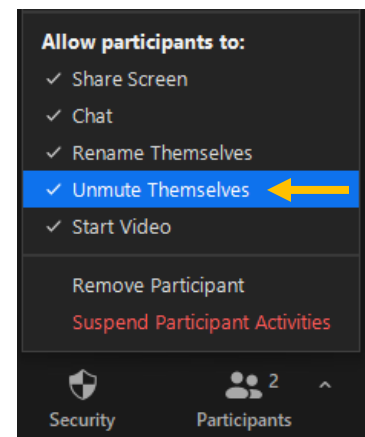 Allow participants to:
✓ Share Screen
✓ Chat
✓ Rename Themselves
✓ Unmute Themselves
✓ Start Video
Remove Participant
Suspend Participant Activities
2
Security Participants